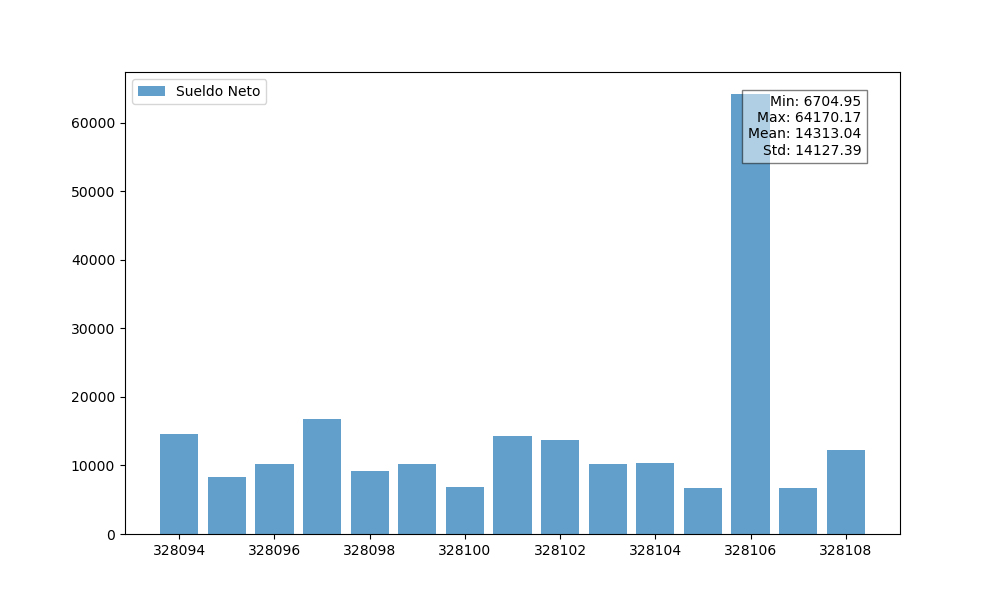 Sueldo Neto
Min: 6704.95
Max: 64170.17
Mean: 14313.04
Std: 14127.39
60000
50000
40000
30000
20000
10000
0
328094 328096 328098 328100 328102 328104 328106 328108